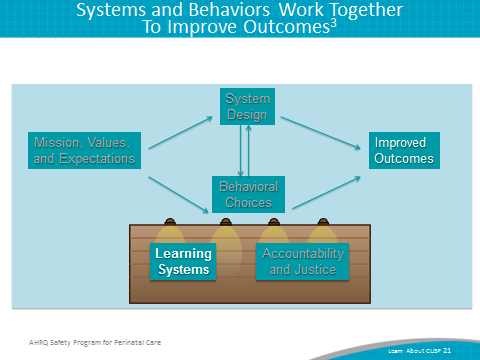 Systems and Behaviors Work Together
To Improve Outcomes3
System
Design
Mission, Values,
and Expectations
Improved
Outcomes
Behavioral
Choices
Learning
Systems
Accountability
and Justice
AHRQ Safety Program for Perinatal Care
Learn About CUSP 21